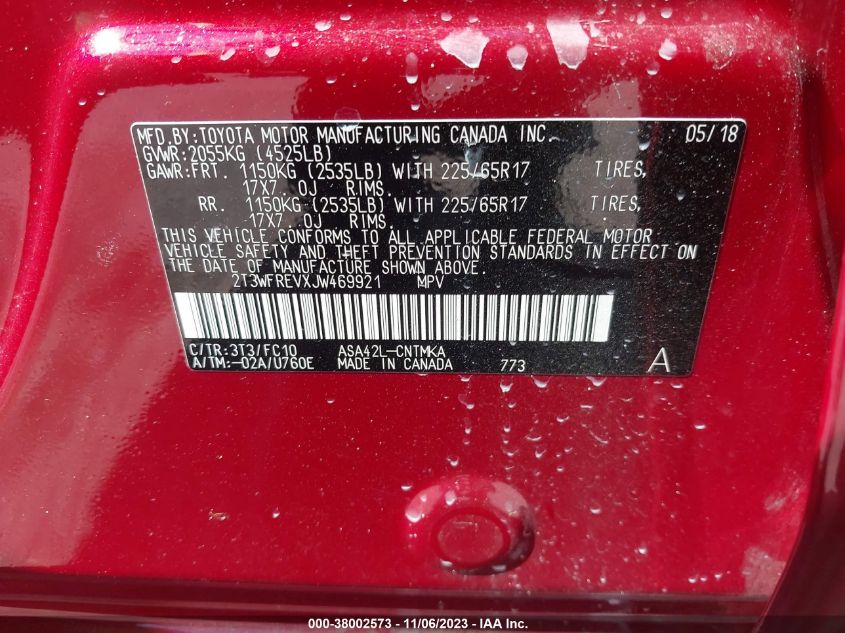 MFD.BY:TOYOTA MOTOR MANUFACTURING CANADA INC. 05/18
GVWR:2055KG (4525LB)
GAWR:FRT. 1150KG (2535LB) WITH 225/65R17 TIRES,
17X7.0J RIMS.
RR. 1150KG (2535LB) WITH 225/65R17 TIRES,
17X7.0J RIMS.
THIS VEHICLE CONFORMS TO ALL APPLICABLE FEDERAL MOTOR
VEHICLE SAFETY AND THEFT PREVENTION STANDARDS IN EFFECT ON
THE DATE OF MANUFACTURE SHOWN ABOVE.
2T3WFREVXJW469921 MPV
C/TR:3T3/FC10 ASA42L-CNTMKA
A/TM:-02A/U760E MADE IN CANADA 773 A
000-38002573 - 11/06/2023 - IAA Inc.